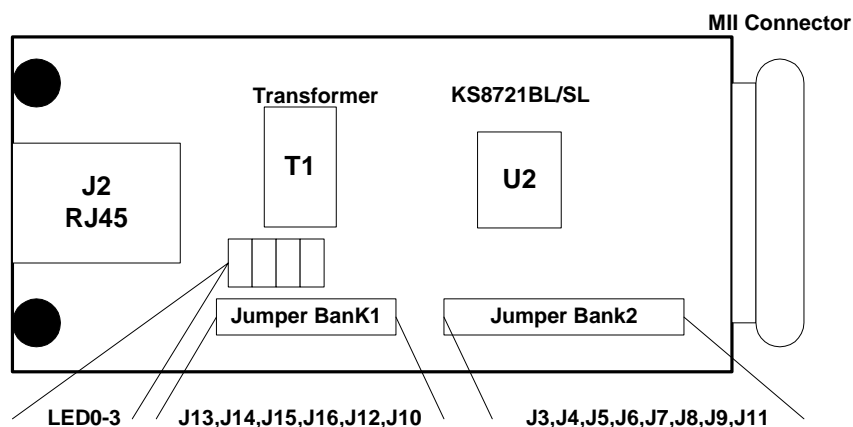 MII Connector
Transformer
KS8721BL/SL
T1
U2
J2
RJ45
Jumper BanK1
Jumper Bank2
LED0-3
J13,J14,J15,J16,J12,J10
J3,J4,J5,J6,J7,J8,J9,J11